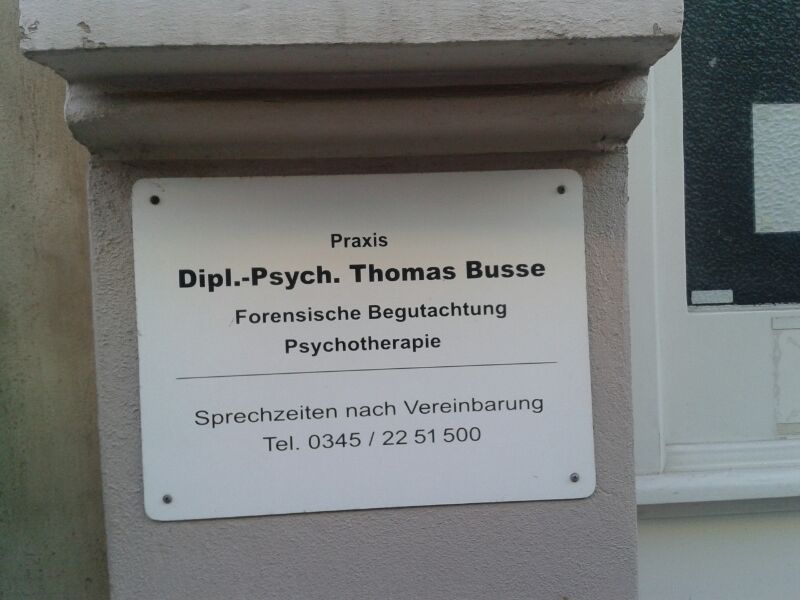 Praxis
Dipl.-Psych. Thomas Busse
Forensische Begutachtung
Psychotherapie
Sprechzeiten nach Vereinbarung
Tel. 0345 / 22 51 500